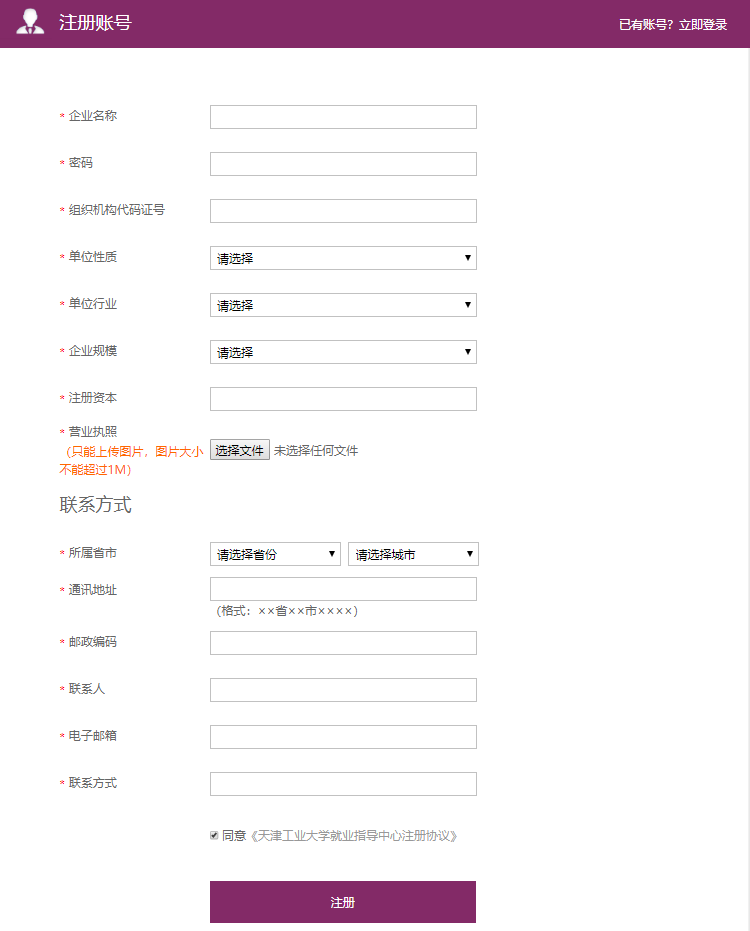 注册账号
已有账号？立即登录
* 企业名称
* 密码
* 组织机构代码证号
* 单位性质 请选择
* 单位行业 请选择
* 企业规模 请选择
* 注册资本
* 营业执照
（只能上传图片，图片大小
不能超过1M）
选择文件 未选择任何文件
联系方式
* 所属省市 请选择省份 请选择城市
* 通讯地址
（格式：××省××市××××）
* 邮政编码
* 联系人
* 电子邮箱
* 联系方式
同意《天津工业大学就业指导中心注册协议》
注册